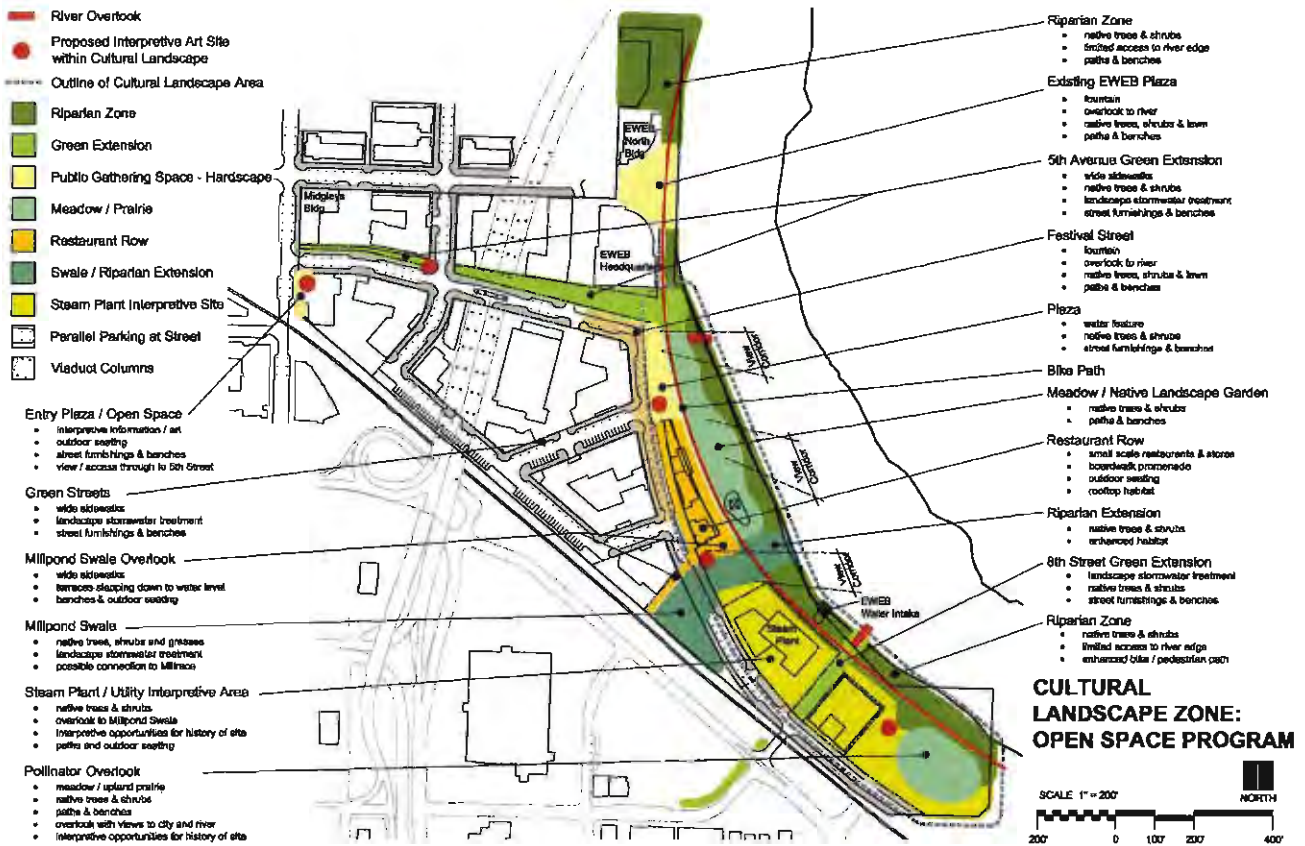 River Overlook
Proposed Interpretive Art Site
within Cultural Landscape
Outline of Cultural Landscape Area
Riparian Zone
Green Extension
Public Gathering Space - Hardscape
Meadow / Prairie
Restaurant Row
Swale / Riparian Extension
Steam Plant Interpretive Site
Parallel Parking at Street
Viaduct Columns
Entry Plaza / Open Space
• interpretive information / art
• outdoor seating
• street furnishings & benches
• view / access through to 5th Street
Green Streets
• wide sidewalks
• landscape stormwater treatment
• street furnishings & benches
Millpond Swale Overlook
• wide sidewalks
• terraces stepping down to water level
• benches & outdoor seating
Millpond Swale
• native trees, shrubs and grasses
• landscape stormwater treatment
• possible connection to Millrace
Steam Plant / Utility Interpretive Area
• native trees & shrubs
• overlook to Millpond Swale
• interpretive opportunities for history of site
• paths and outdoor seating
Pollinator Overlook
• meadow / upland prairie
• native trees & shrubs
• paths & benches
• overlook with views to city and river
• interpretive opportunities for history of site
Midgleys
Bldg
EWEB
North
Bldg
EWEB
Headquarters
View
Corridor
View
Corridor
View
Corridor
EWEB
Water Intake
Steam
Plant
Riparian Zone
• native trees & shrubs
• limited access to river edge
• paths & benches
Existing EWEB Plaza
• fountain
• overlook to river
• native trees, shrubs & lawn
• paths & benches
5th Avenue Green Extension
• wide sidewalks
• native trees & shrubs
• landscape stormwater treatment
• street furnishings & benches
Festival Street
• fountain
• overlook to river
• native trees, shrubs & lawn
• paths & benches
Plaza
• water feature
• native trees & shrubs
• street furnishings & benches
Bike Path
Meadow / Native Landscape Garden
• native trees & shrubs
• paths & benches
Restaurant Row
• small scale restaurants & stores
• boardwalk promenade
• outdoor seating
• rooftop habitat
Riparian Extension
• native trees & shrubs
• enhanced habitat
8th Street Green Extension
• landscape stormwater treatment
• native trees & shrubs
• street furnishings & benches
Riparian Zone
• native trees & shrubs
• limited access to river edge
• enhanced bike / pedestrian path
CULTURAL
LANDSCAPE ZONE:
OPEN SPACE PROGRAM
SCALE 1" = 200'
NORTH
200' 0 100' 200' 400'